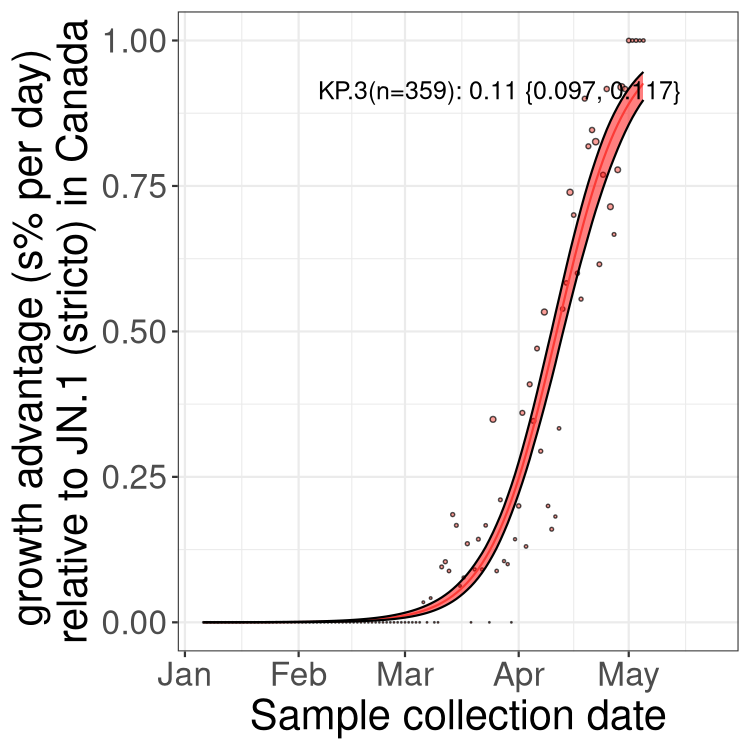 growth advantage (s% per day)
relative to JN.1 (stricto) in Canada
1.00
0.75
0.50
0.25
0.00
KP.3(n=359): 0.11 {0.097, 0.117}
Jan Feb Mar Apr May
Sample collection date